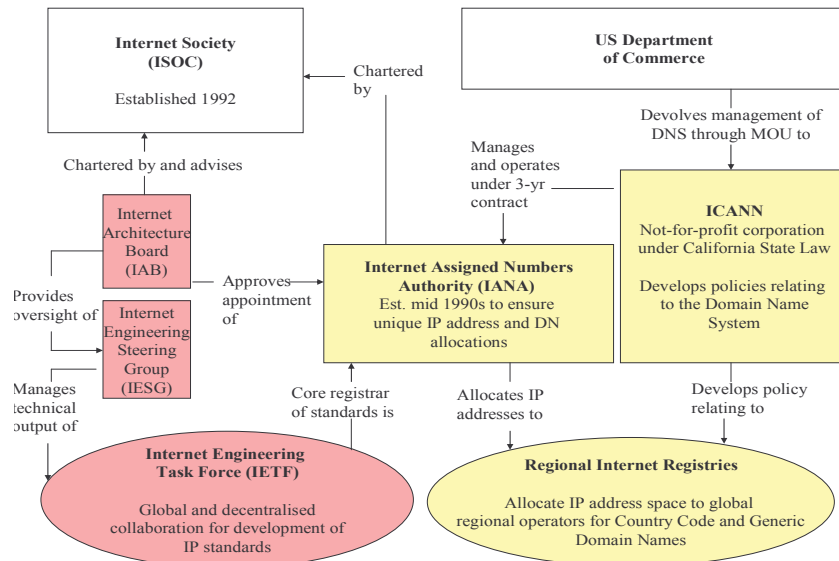 Internet Society
(ISOC)
Established 1992
US Department
of Commerce
Chartered
by
Devolves management of
DNS through MOU to
Chartered by and advises
Manages
and operates
under 3-yr
contract
Internet
Architecture
Board
(IAB)
ICANN
Not-for-profit corporation
under California State Law
Develops policies relating
to the Domain Name
System
Provides
oversight of
Approves
appointment
of
Internet Assigned Numbers
Authority (IANA)
Est. mid 1990s to ensure
unique IP address and DN
allocations
Internet
Engineering
Steering
Group
(IESG)
Manages
technical
output of
Core registrar
of standards is
Allocates IP
addresses to
Develops policy
relating to
Internet Engineering
Task Force (IETF)
Global and decentralised
collaboration for development of
IP standards
Regional Internet Registries
Allocate IP address space to global
regional operators for Country Code and Generic
Domain Names